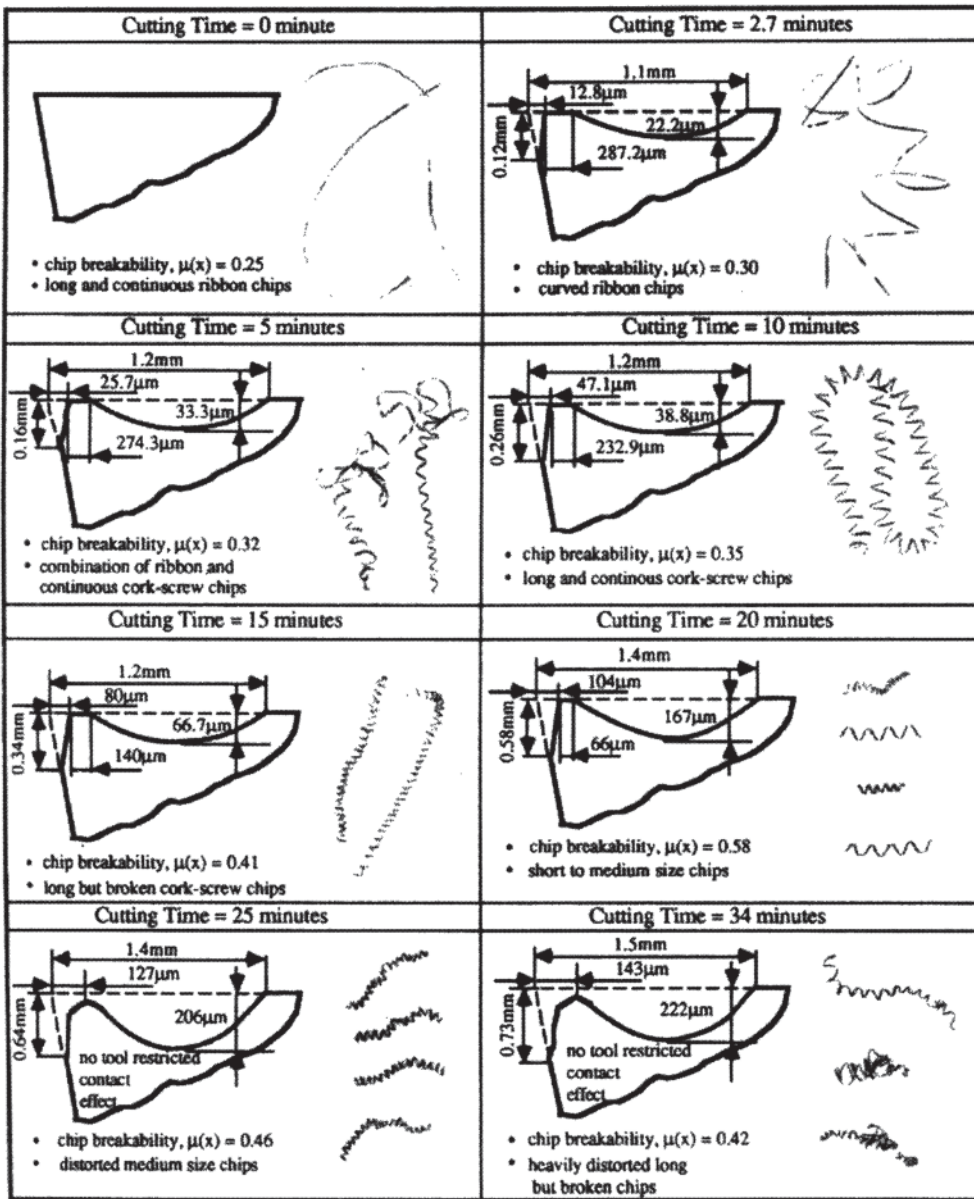 Cutting Time = 0 minute
• chip breakability, μ(x) = 0.25
• long and continuous ribbon chips
Cutting Time = 2.7 minutes
1.1mm
12.8μm
22.2μm
0.12mm
287.2μm
• chip breakability, μ(x) = 0.30
• curved ribbon chips
Cutting Time = 5 minutes
1.2mm
25.7μm
33.3μm
0.16mm
274.3μm
• chip breakability, μ(x) = 0.32
• combination of ribbon and
continuous cork-screw chips
Cutting Time = 10 minutes
1.2mm
47.1μm
38.8μm
0.26mm
232.9μm
• chip breakability, μ(x) = 0.35
• long and continous cork-screw chips
Cutting Time = 15 minutes
1.2mm
80μm
66.7μm
0.34mm
140μm
• chip breakability, μ(x) = 0.41
• long but broken cork-screw chips
Cutting Time = 20 minutes
1.4mm
104μm
167μm
0.58mm
66μm
• chip breakability, μ(x) = 0.58
• short to medium size chips
Cutting Time = 25 minutes
1.4mm
127μm
206μm
0.64mm
no tool restricted
contact
effect
• chip breakability, μ(x) = 0.46
• distorted medium size chips
Cutting Time = 34 minutes
1.5mm
143μm
222μm
0.73mm
no tool restricted
contact
effect
• chip breakability, μ(x) = 0.42
• heavily distorted long
but broken chips